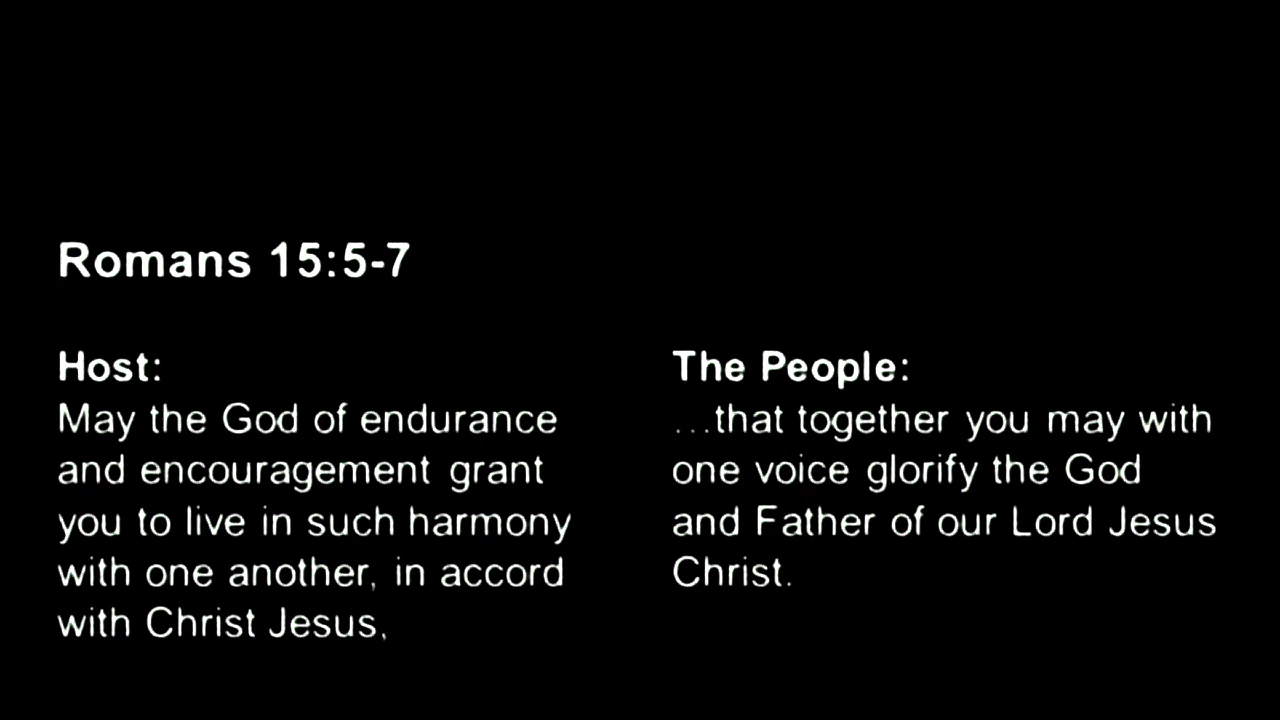 Romans 15:5-7
Host:
May the God of endurance
and encouragement grant
you to live in such harmony
with one another, in accord
with Christ Jesus,
The People:
...that together you may with
one voice glorify the God
and Father of our Lord Jesus
Christ.